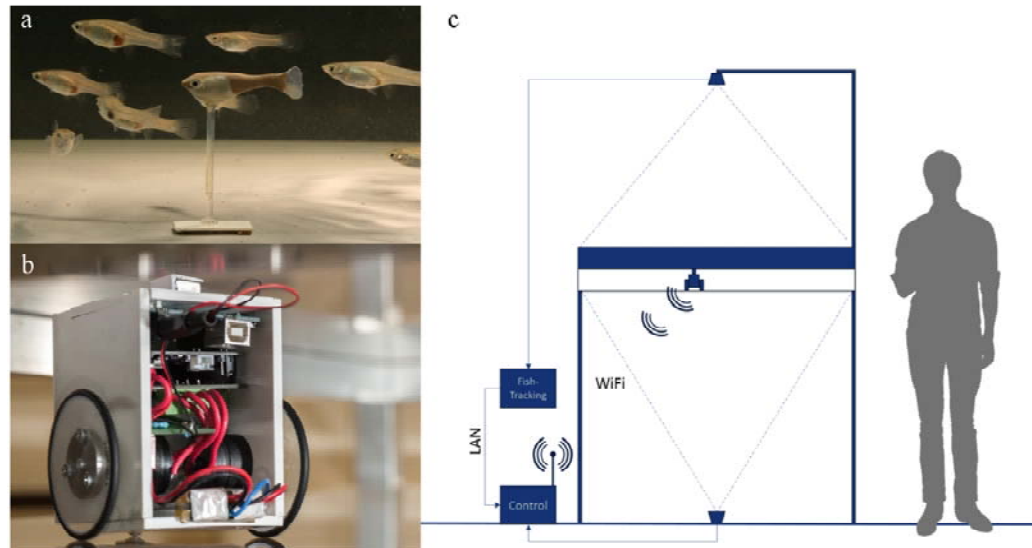 a
b
c
Fish-
Tracking
LAN
WiFi
Control